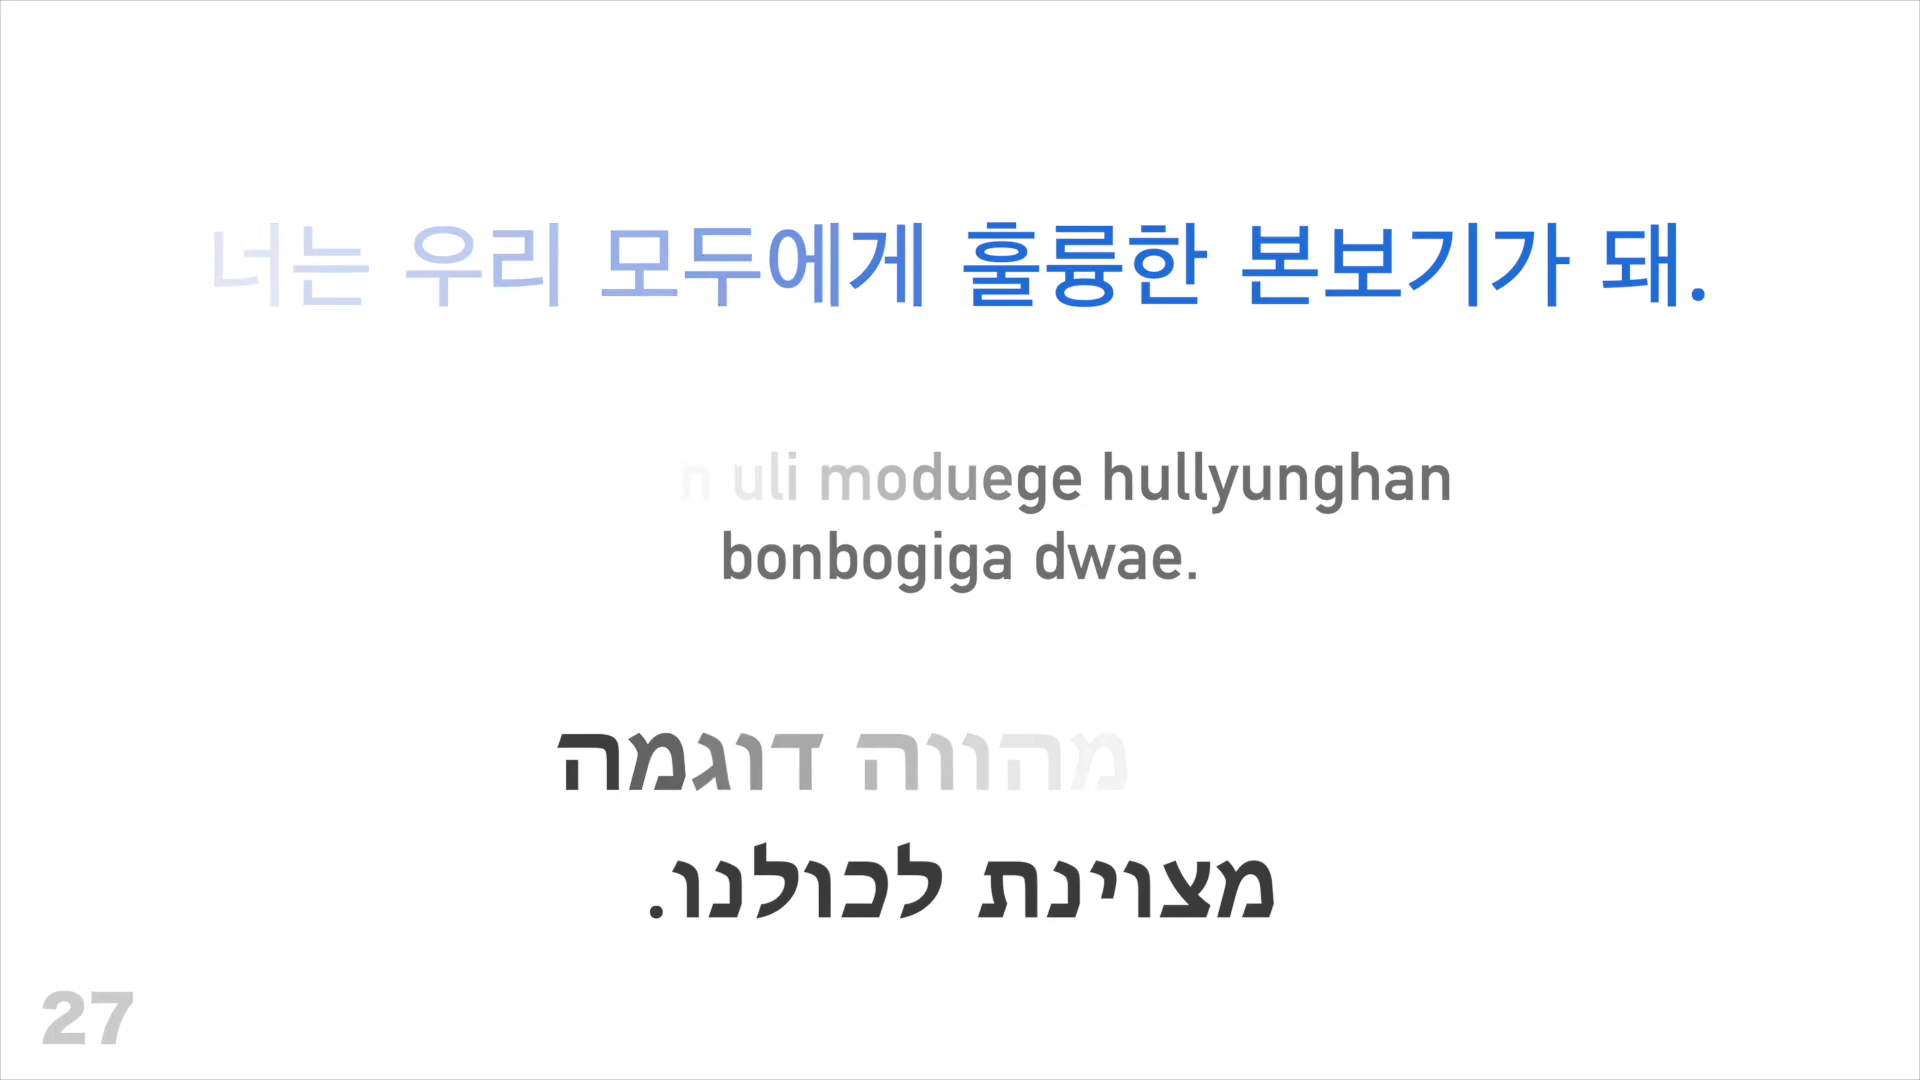 너는 우리 모두에게 훌륭한 본보기가 돼.
uli moduege hullyunghan
bonbogiga dwae.
מהווה דוגמה
מצוינת לכולנו.
27